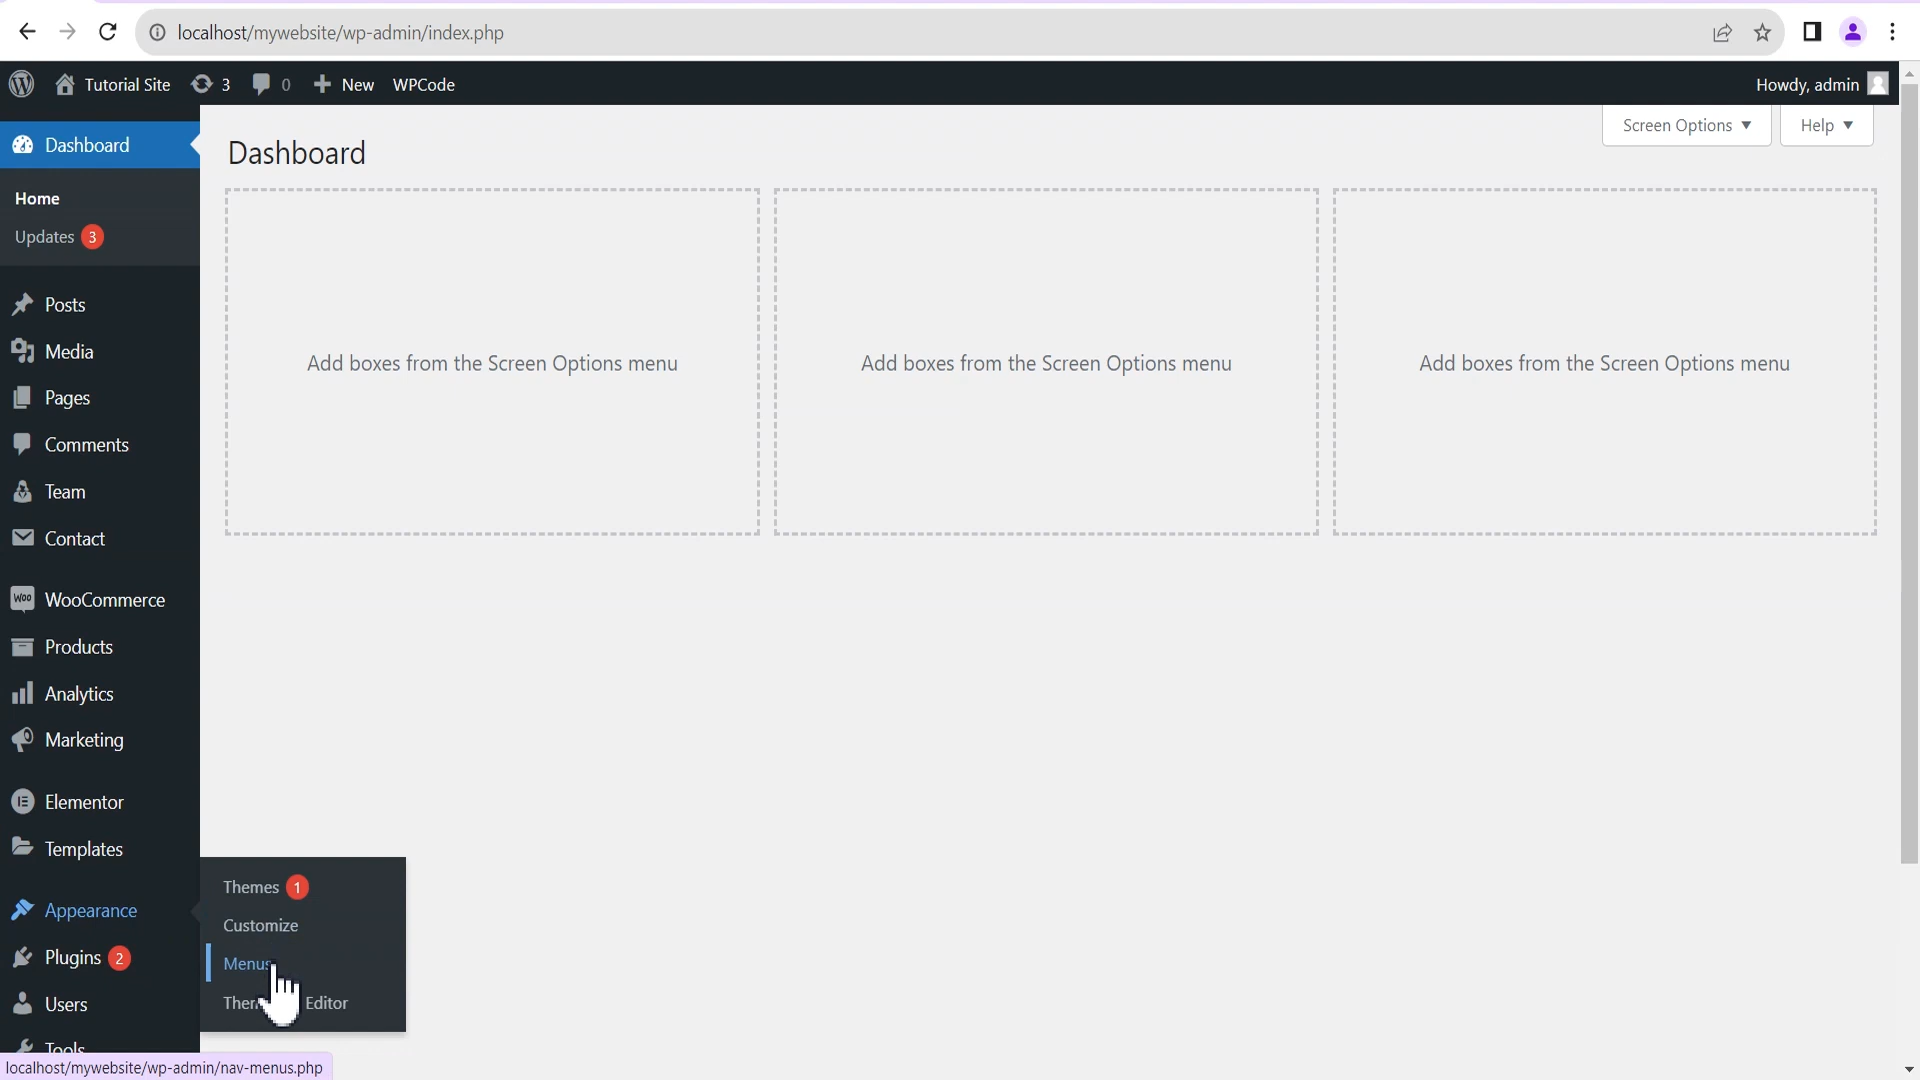 localhost/mywebsite/wp-admin/index.php
Tutorial Site 3 0 New WPCode
Howdy, admin
Screen Options Help
Dashboard
Home
Updates 3
Posts
Media
Pages
Comments
Team
Contact
WooCommerce
Products
Analytics
Marketing
Elementor
Templates
Appearance
Plugins 2
Users
Tools
Dashboard
Add boxes from the Screen Options menu
Add boxes from the Screen Options menu
Add boxes from the Screen Options menu
Themes 1
Customize
Menus
Editor
localhost/mywebsite/wp-admin/nav-menus.php